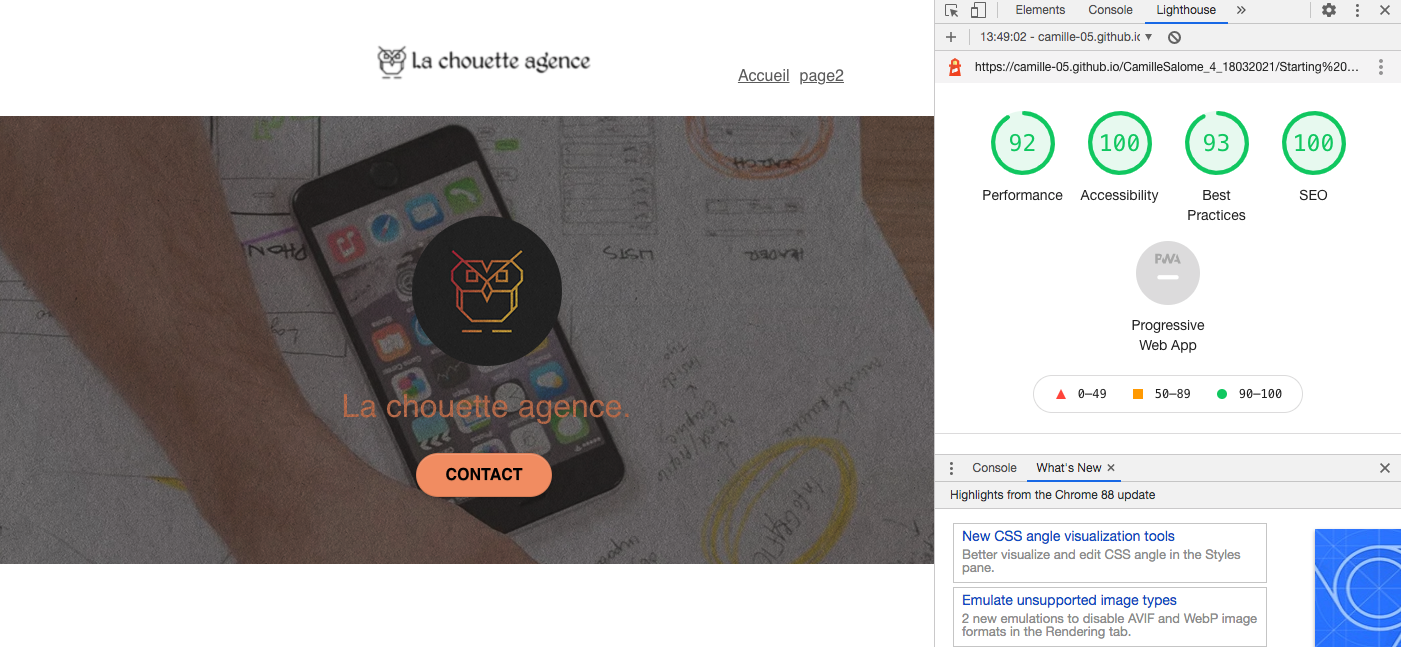 La chouette agence
Accueil page2
HEADER
LISTS
La chouette agence.
CONTACT
Elements Console Lighthouse »
13:49:02 - camille-05.github.ic
https://camille-05.github.io/CamilleSalome_4_18032021/Starting%20...
92 100 93 100
Performance Accessibility Best Practices SEO
PWA
Progressive
Web App
0–49 50–89 90–100
Console What's New ×
Highlights from the Chrome 88 update
New CSS angle visualization tools
Better visualize and edit CSS angle in the Styles
pane.
Emulate unsupported image types
2 new emulations to disable AVIF and WebP image
formats in the Rendering tab.